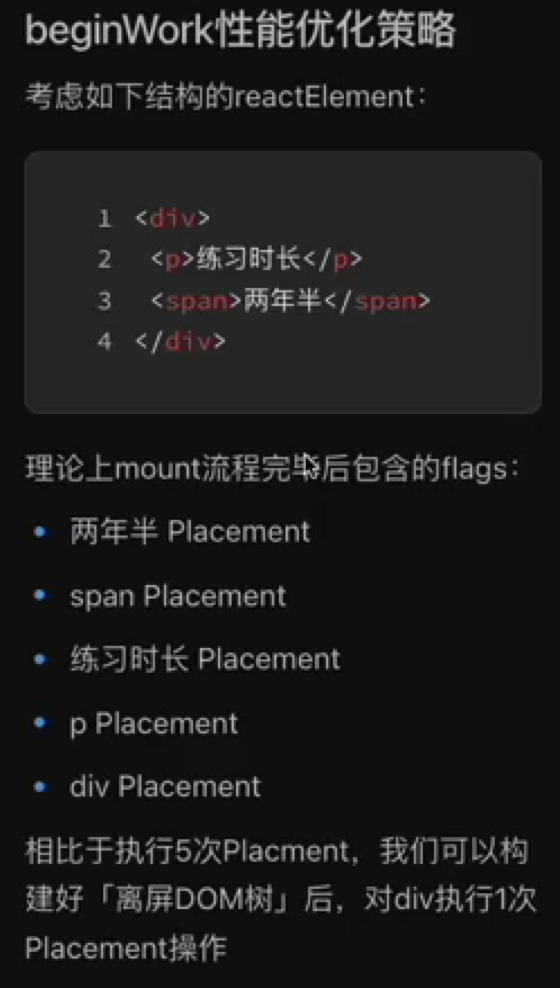 beginWork性能优化策略
考虑如下结构的reactElement：
1 <div>
2 <p>练习时长</p>
3 <span>两年半</span>
4 </div>
理论上mount流程完毕后包含的flags：
• 两年半 Placement
• span Placement
• 练习时长 Placement
• p Placement
• div Placement
相比于执行5次Placment，我们可以构
建好「离屏DOM树」后，对div执行1次
Placement操作